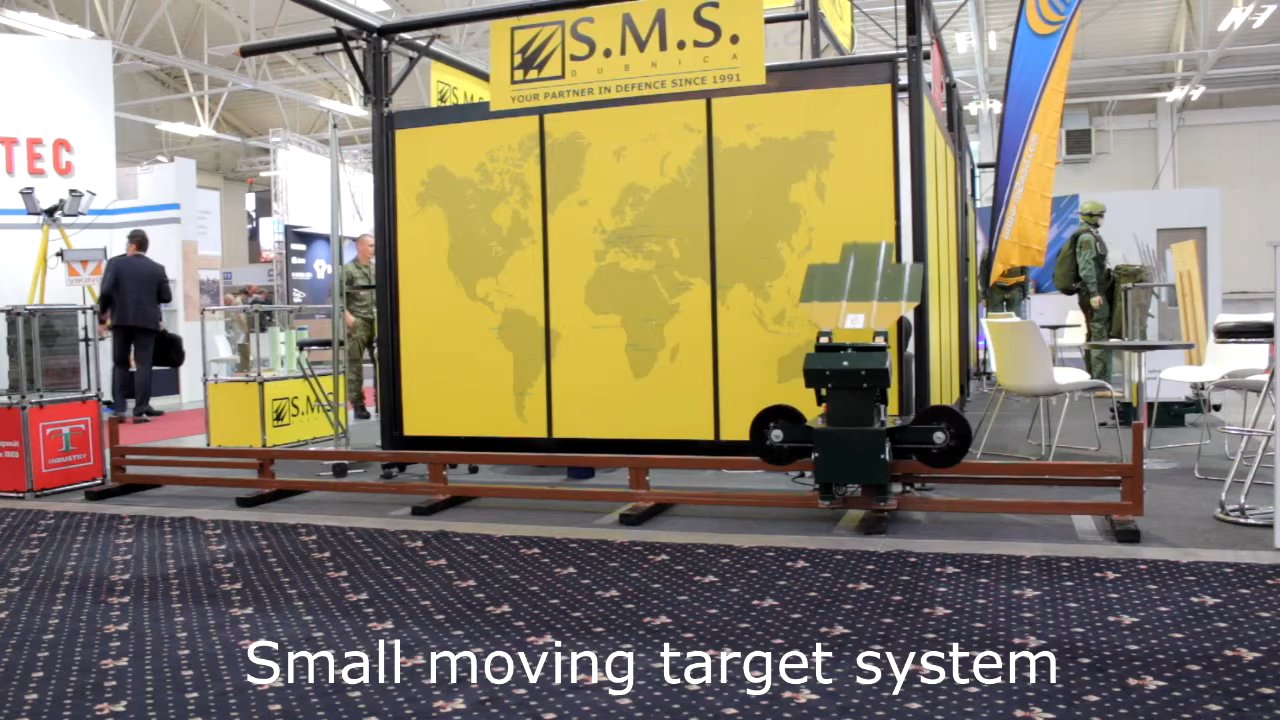 S.M.S.
DUBNICA
YOUR PARTNER IN DEFENCE SINCE 1991
S.M.S
TEC
S.M.S
INDUSTRY
Small moving target system